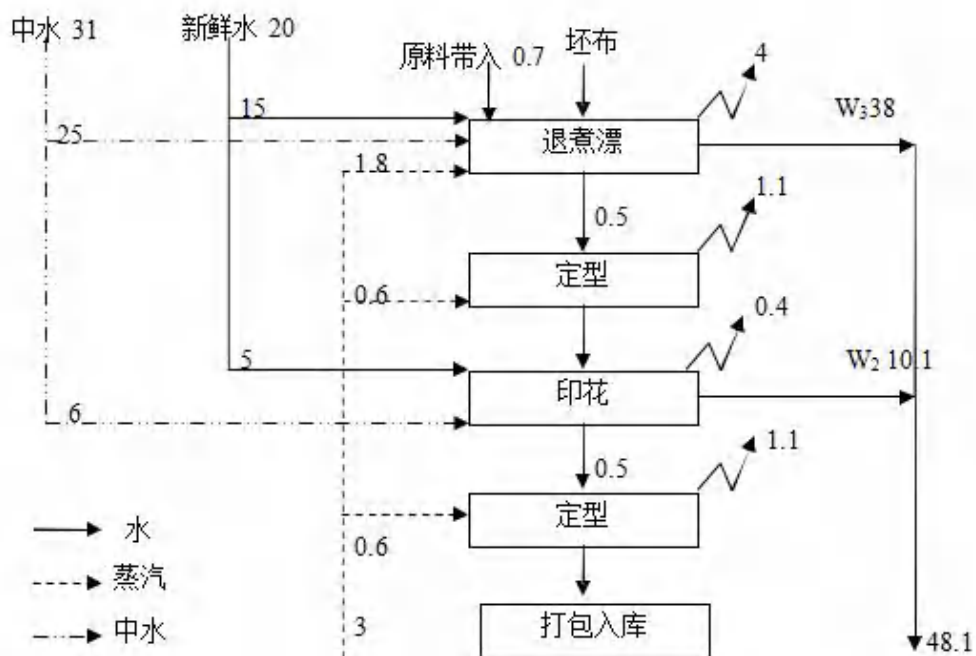 中水 31
新鲜水 20
原料带入 0.7
坯布
4
15
W₃38
25
退煮漂
1.8
1.1
0.5
定型
0.6
0.4
5
W₂ 10.1
印花
6
1.1
0.5
定型
水
0.6
蒸汽
打包入库
3
中水
48.1